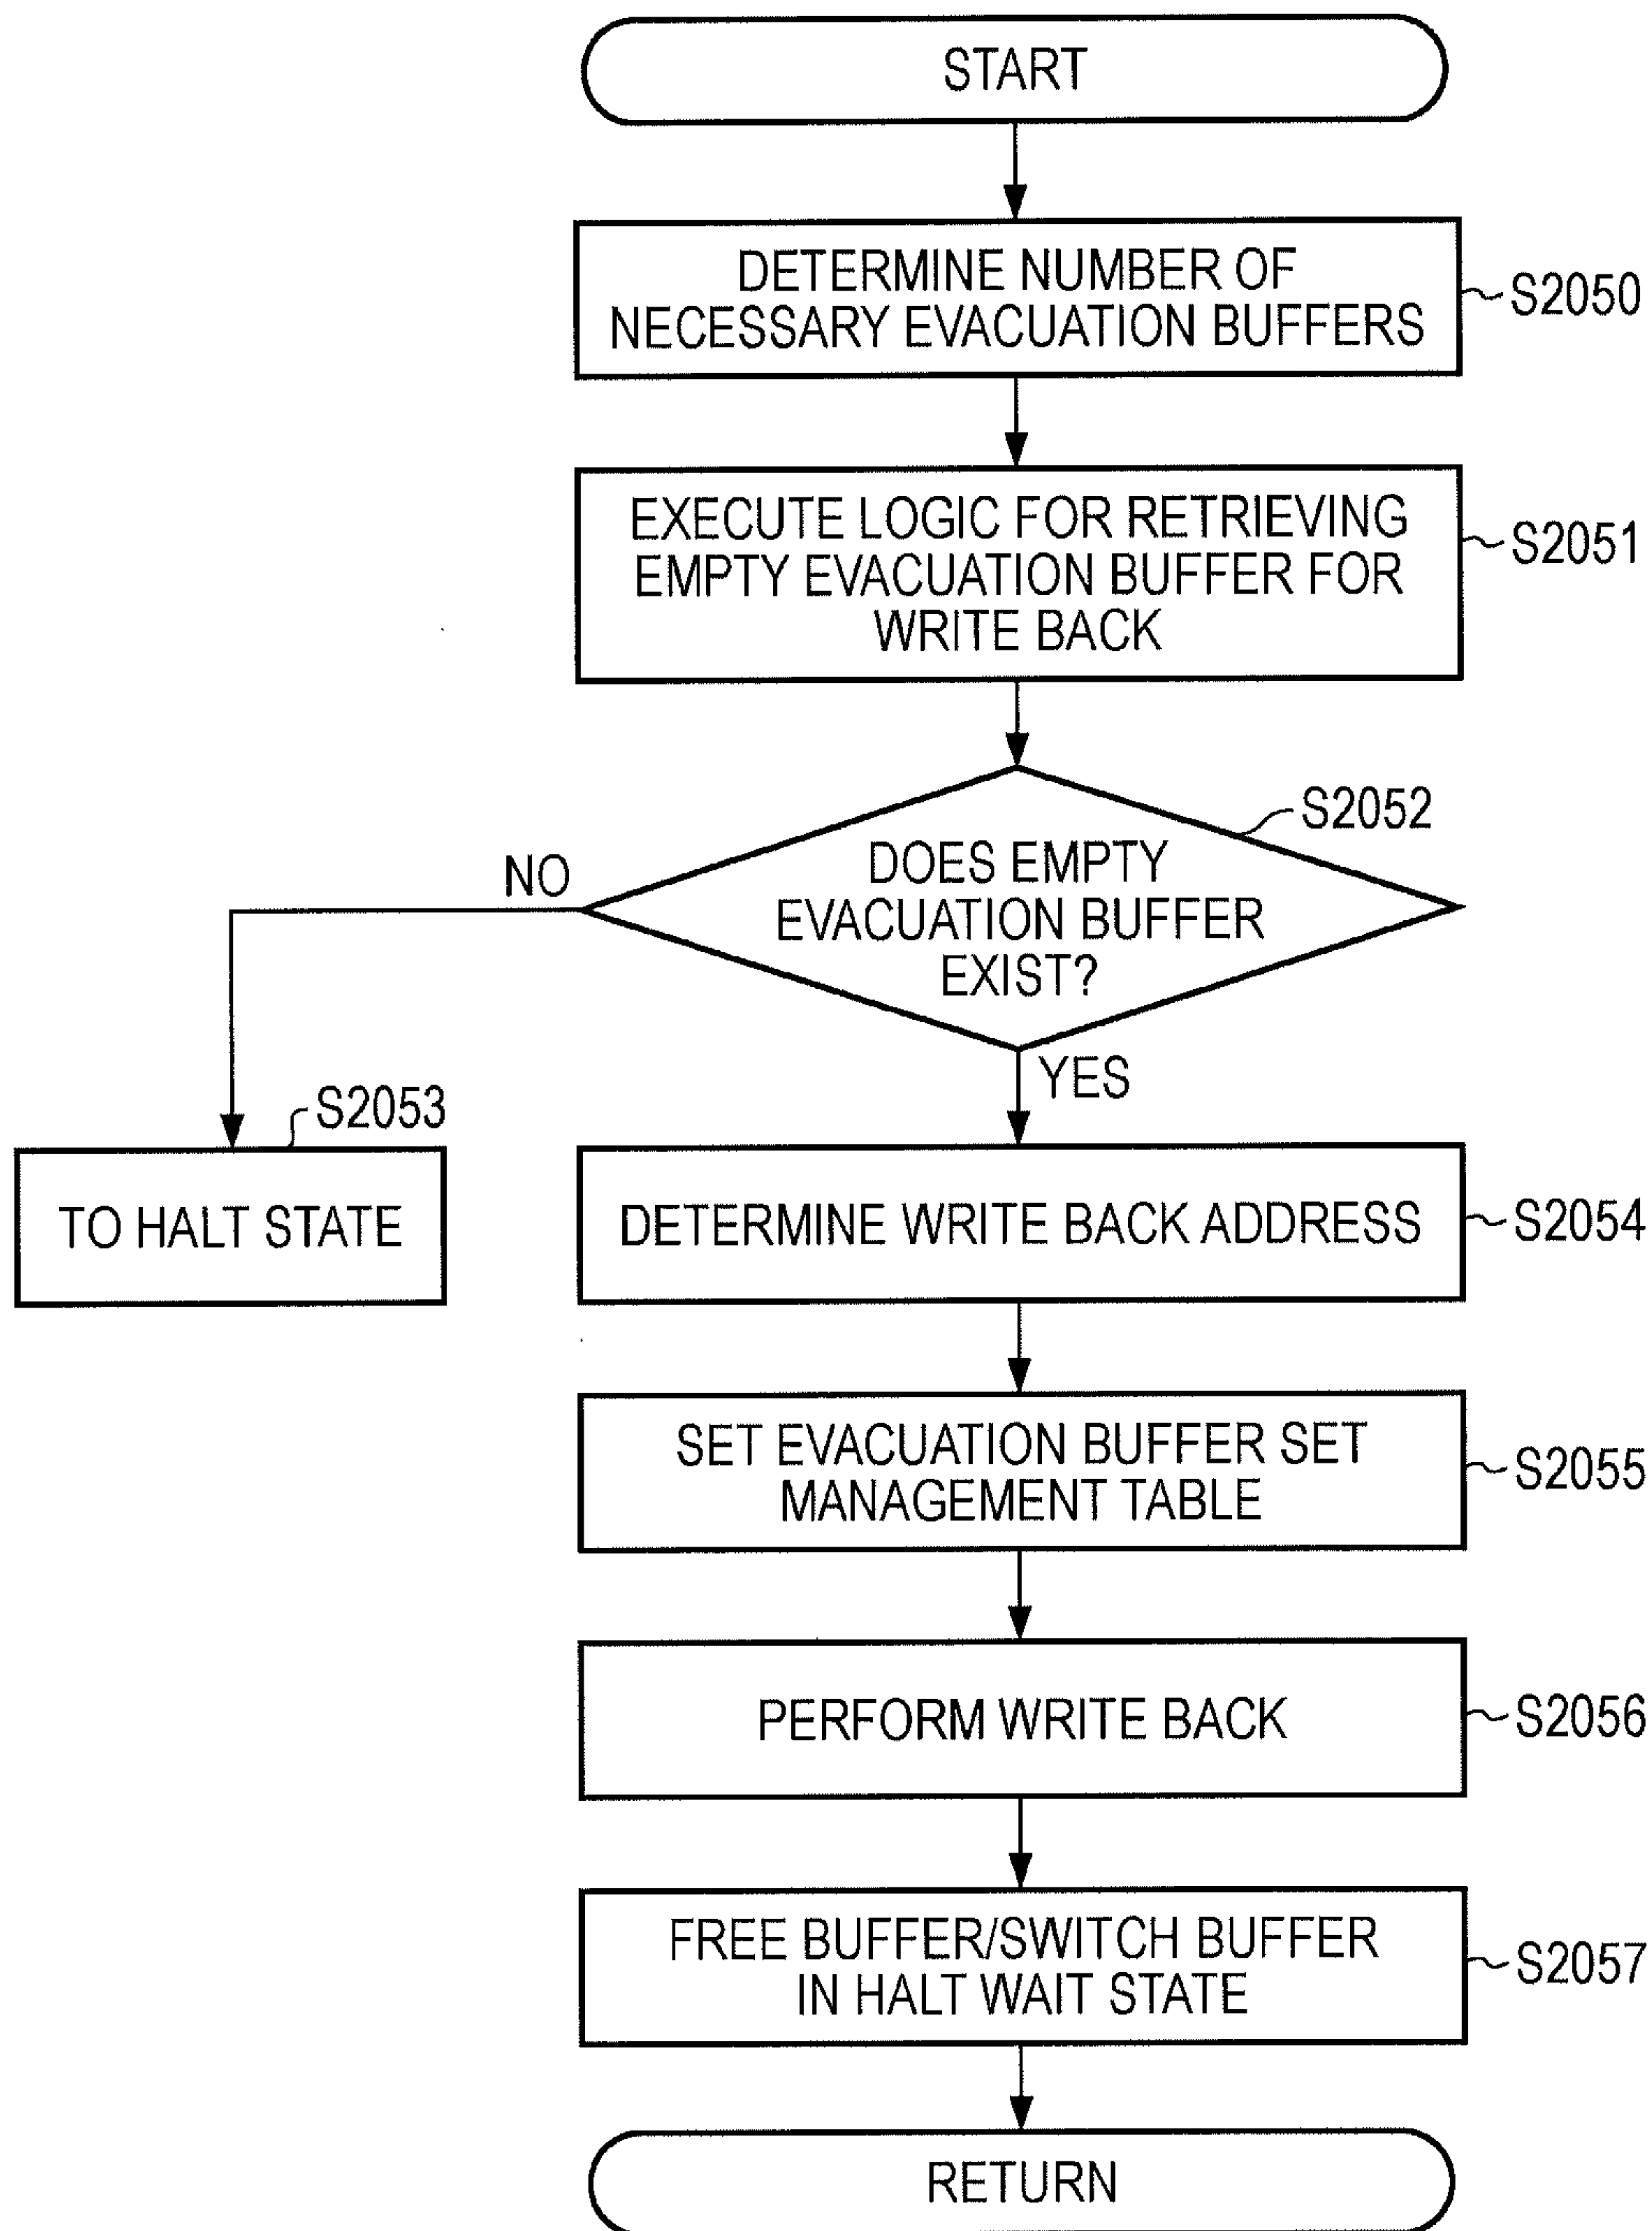 START
DETERMINE NUMBER OF
NECESSARY EVACUATION BUFFERS
S2050
EXECUTE LOGIC FOR RETRIEVING
EMPTY EVACUATION BUFFER FOR
WRITE BACK
S2051
S2052
DOES EMPTY
EVACUATION BUFFER
EXIST?
NO
YES
S2053
TO HALT STATE
DETERMINE WRITE BACK ADDRESS
S2054
SET EVACUATION BUFFER SET
MANAGEMENT TABLE
S2055
PERFORM WRITE BACK
S2056
FREE BUFFER/SWITCH BUFFER
IN HALT WAIT STATE
S2057
RETURN